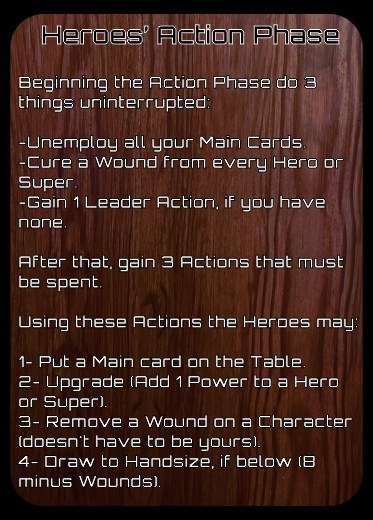 Heroes' Action Phase
Beginning the Action Phase do 3
things uninterrupted:
-Unemploy all your Main Cards.
-Cure a Wound from every Hero or
Super.
-Gain 1 Leader Action, if you have
none.
After that, gain 3 Actions that must
be spent.
Using these Actions the Heroes may:
1- Put a Main card on the Table.
2- Upgrade (Add 1 Power to a Hero
or Super).
3- Remove a Wound on a Character
(doesn't have to be yours).
4- Draw to Handsize, if below (8
minus Wounds).